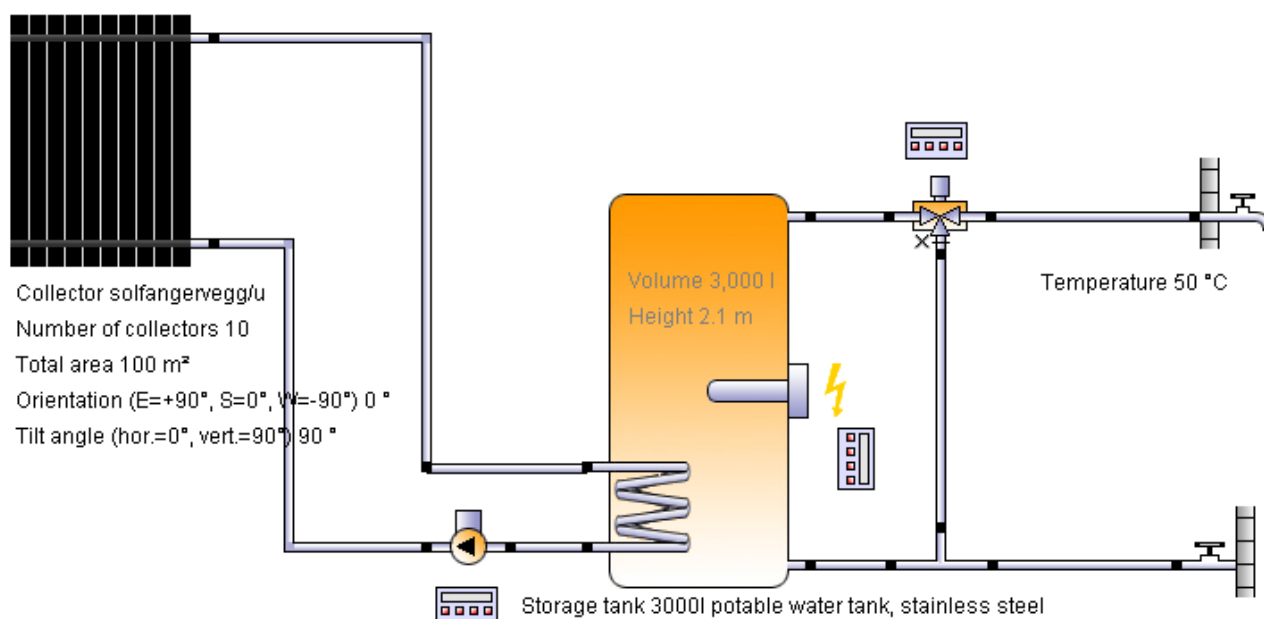 Volume 3,000 l
Height 2.1 m
Temperature 50 °C
Collector solfangervegg/u
Number of collectors 10
Total area 100 m²
Orientation (E=+90°, S=0°, W=-90°) 0 °
Tilt angle (hor.=0°, vert.=90°) 90 °
Storage tank 3000l potable water tank, stainless steel